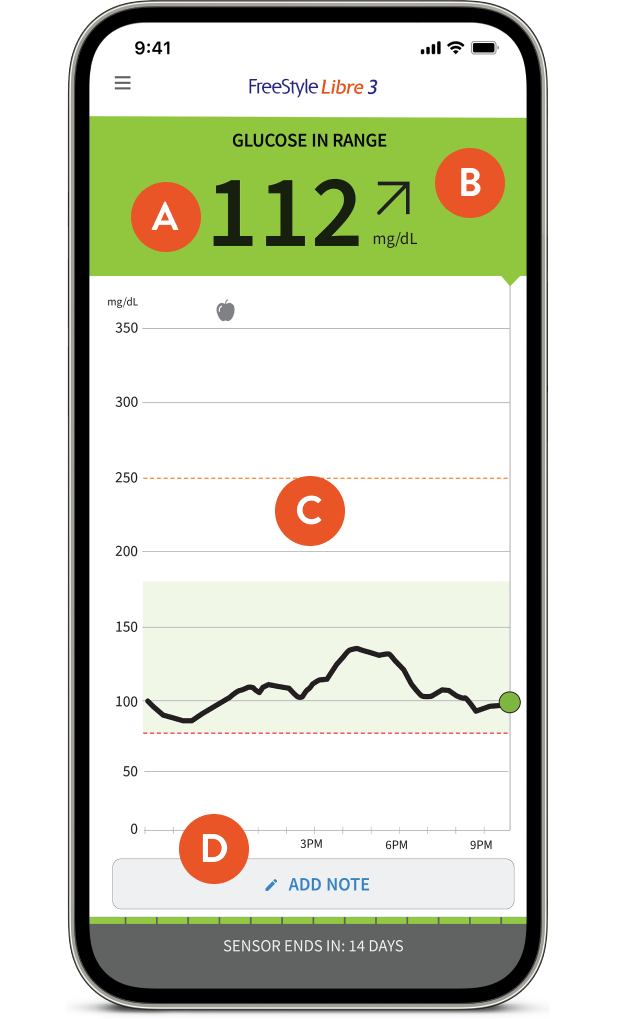 9:41
FreeStyle Libre 3
GLUCOSE IN RANGE
A
112
mg/dL
B
mg/dL
350
300
250
C
200
150
100
50
0
D
3PM
6PM
9PM
ADD NOTE
SENSOR ENDS IN: 14 DAYS